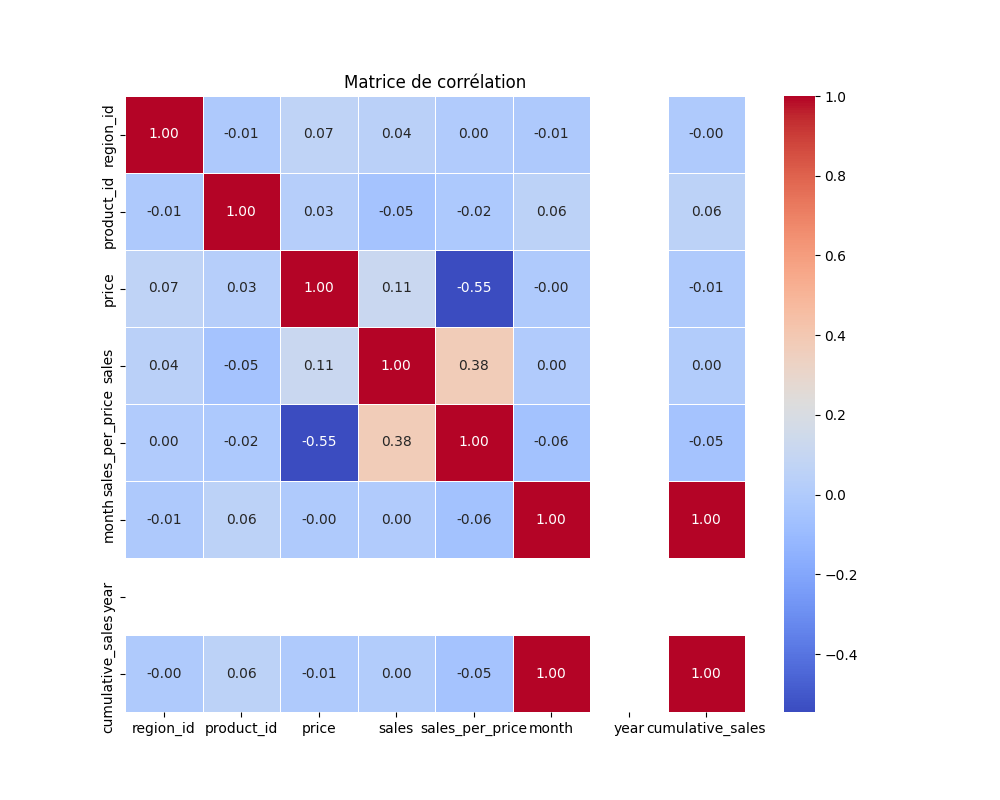 Matrice de corrélation
region_id 1.00 -0.01 0.07 0.04 0.00 -0.01 -0.00
product_id -0.01 1.00 0.03 -0.05 -0.02 0.06 0.06
price 0.07 0.03 1.00 0.11 -0.55 -0.00 -0.01
sales 0.04 -0.05 0.11 1.00 0.38 0.00 0.00
sales_per_price 0.00 -0.02 -0.55 0.38 1.00 -0.06 -0.05
month -0.01 0.06 -0.00 0.00 -0.06 1.00 1.00
year
cumulative_sales -0.00 0.06 -0.01 0.00 -0.05 1.00 1.00
region_id product_id price sales sales_per_price month year cumulative_sales
1.0
0.8
0.6
0.4
0.2
0.0
−0.2
−0.4